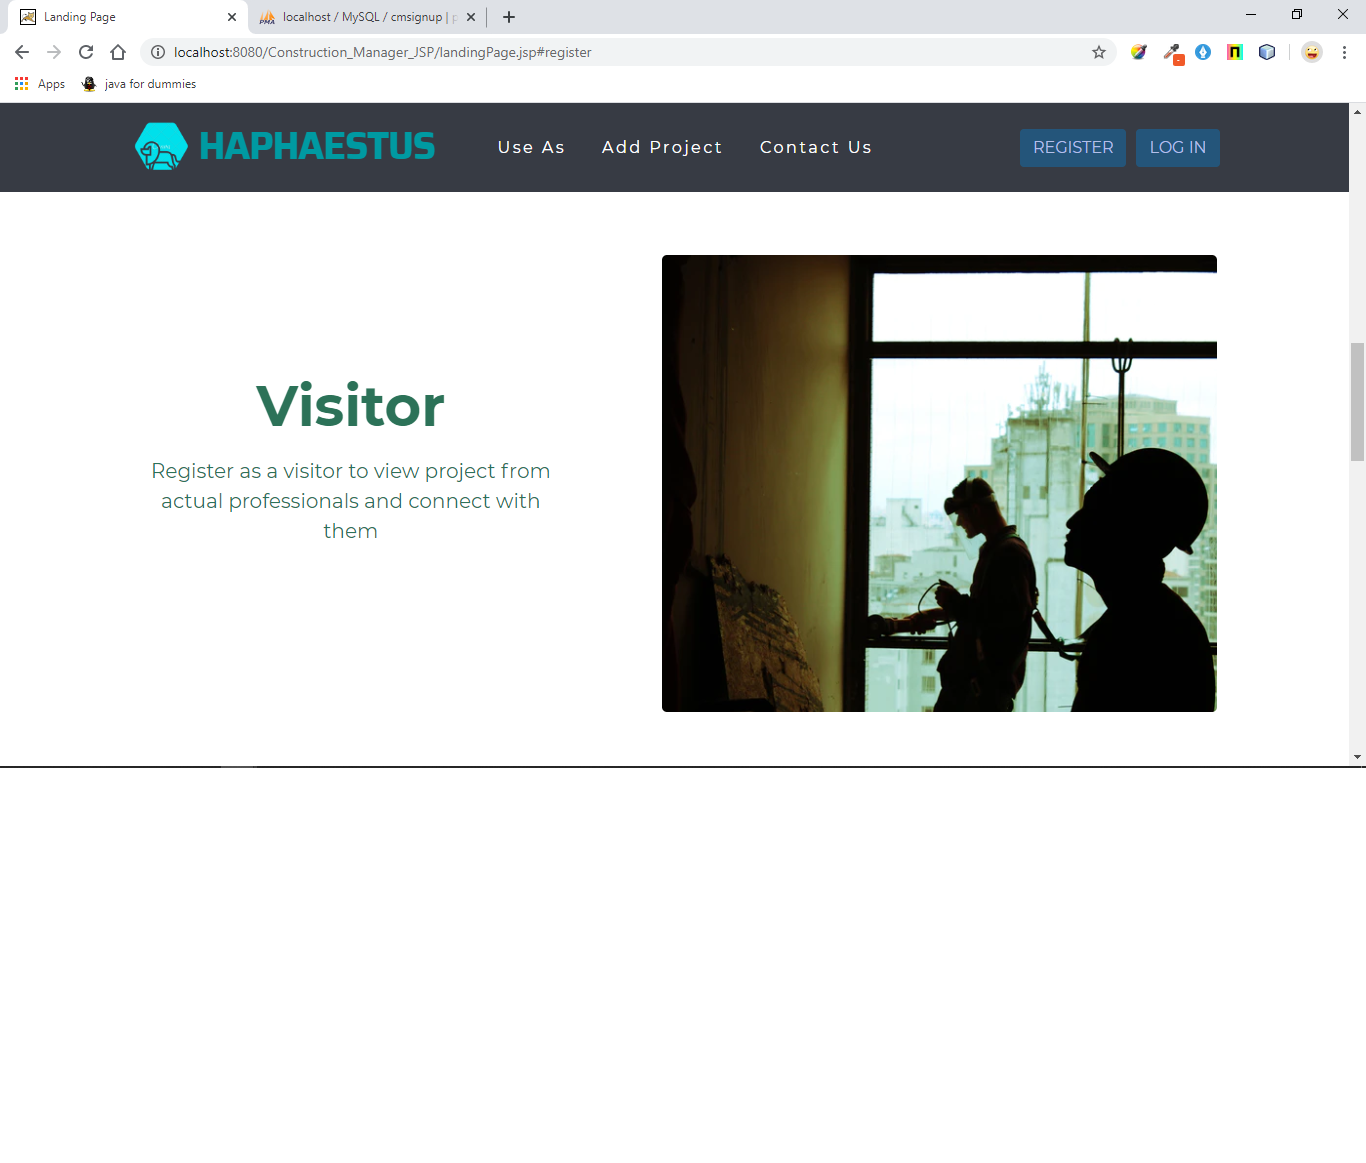 Landing Page
localhost / MySQL / cmsignup |
localhost:8080/Construction_Manager_JSP/landingPage.jsp#register
Apps
java for dummies
HAPHAESTUS
Use As
Add Project
Contact Us
REGISTER
LOG IN
Visitor
Register as a visitor to view project from
actual professionals and connect with
them